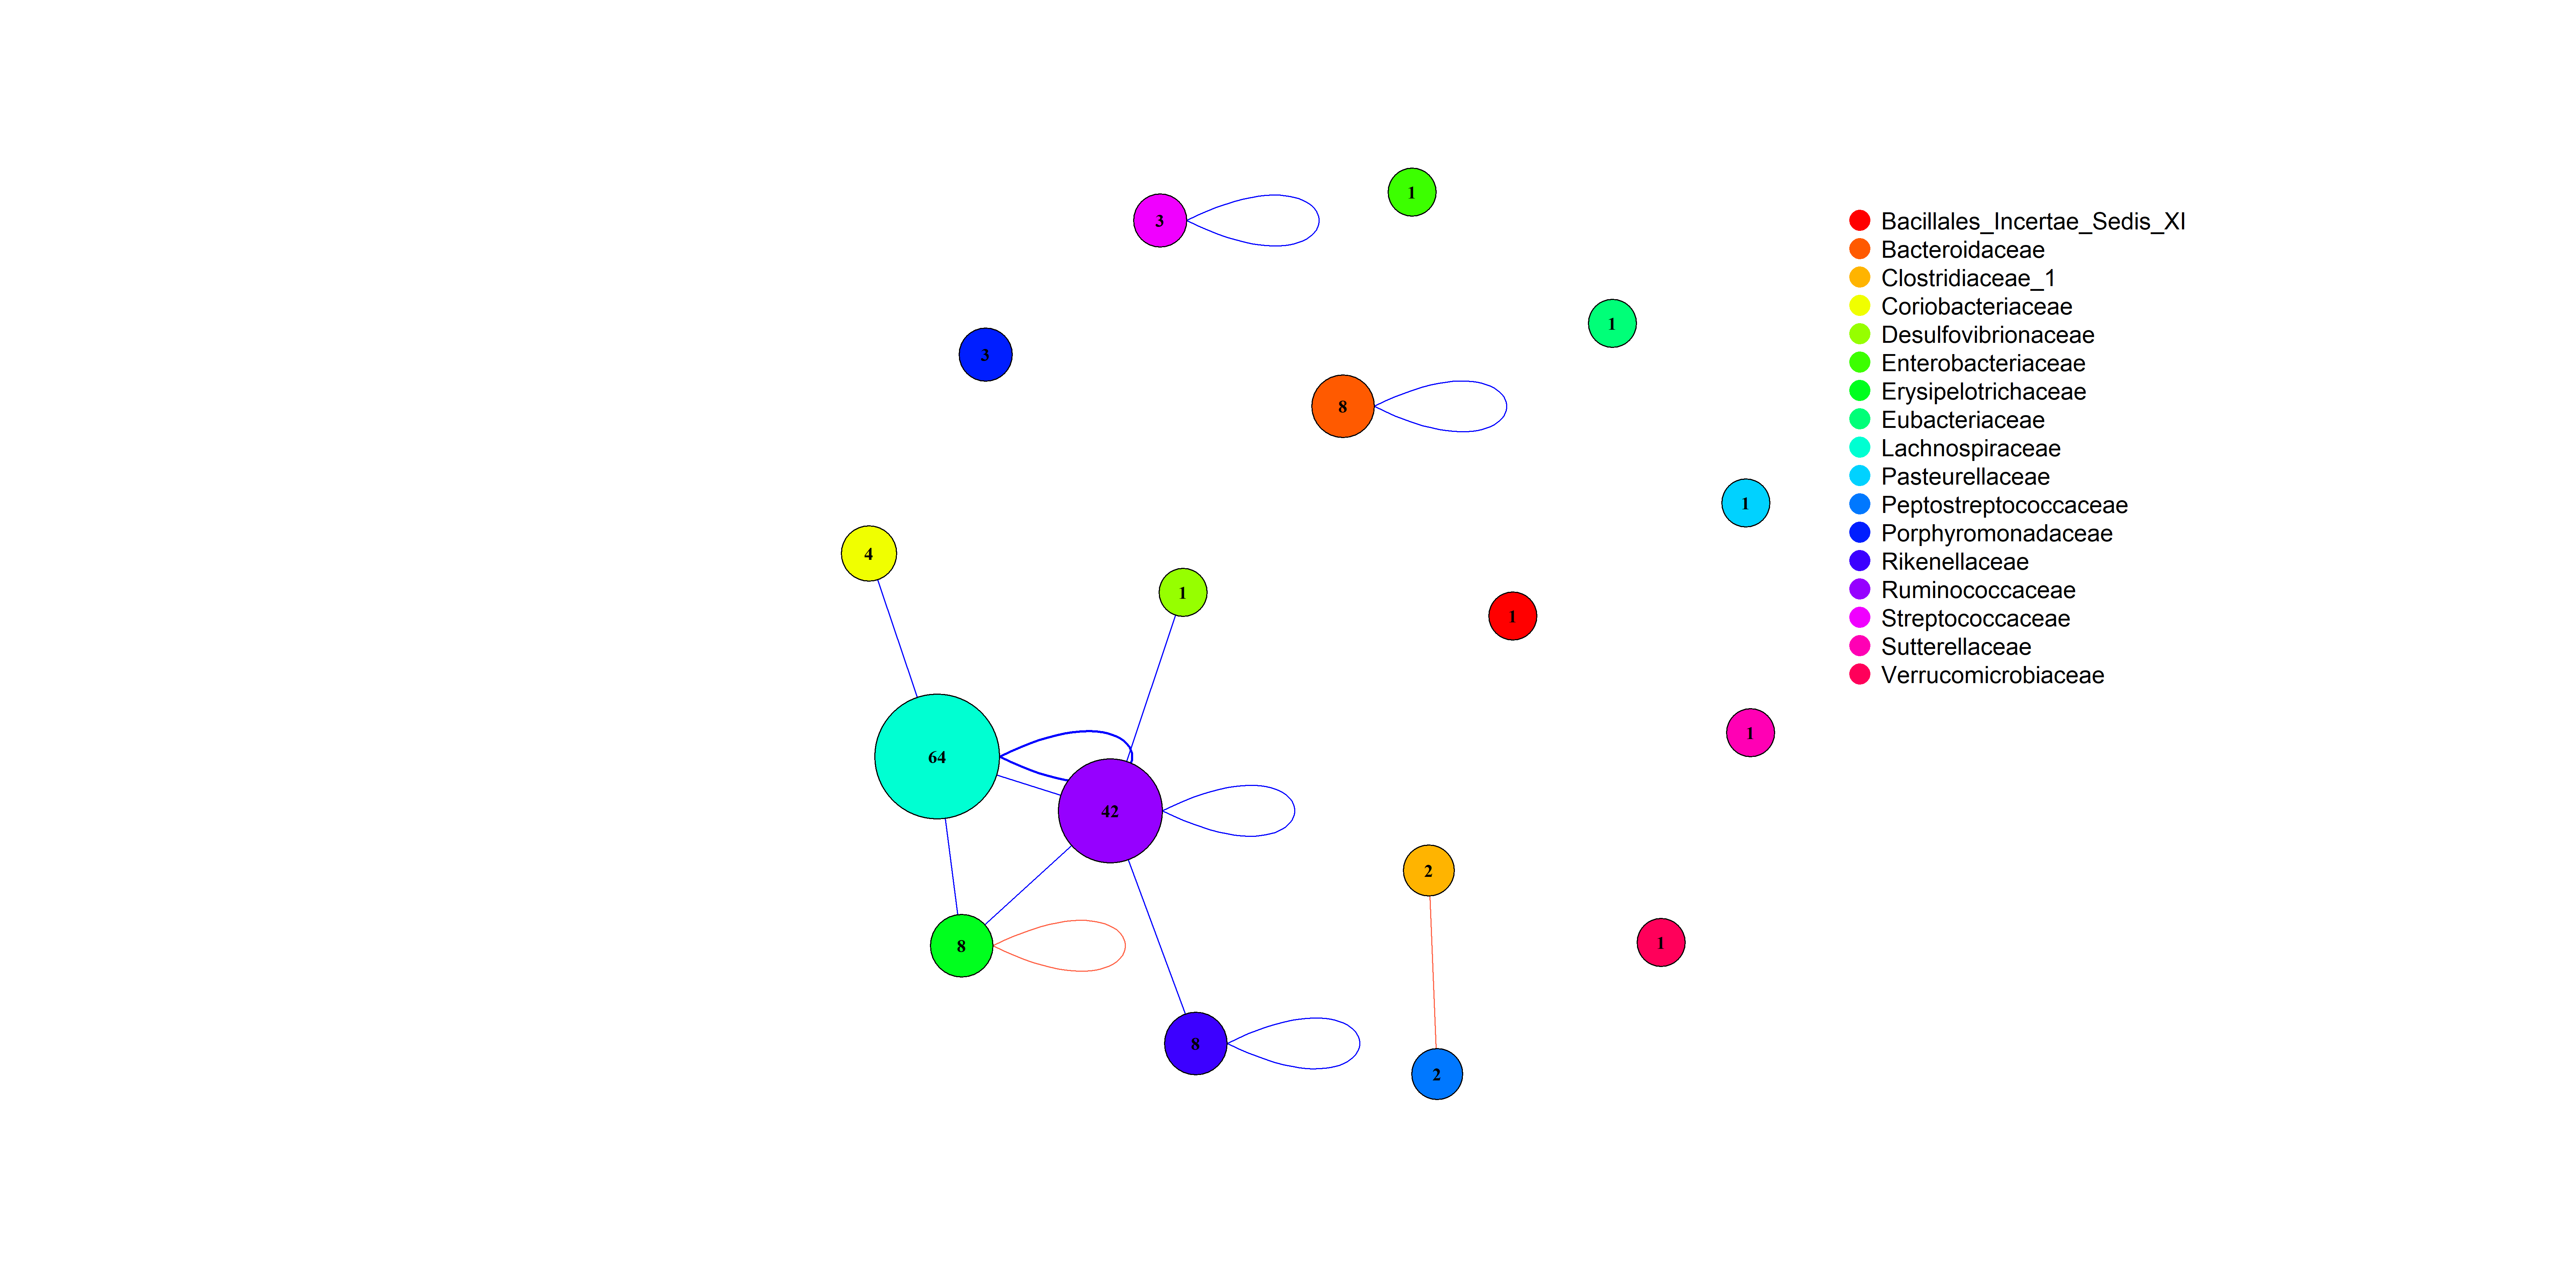 1
3
1
3
8
1
4
1
1
1
64
42
2
8
1
8
2
Bacillales_Incertae_Sedis_XI
Bacteroidaceae
Clostridiaceae_1
Coriobacteriaceae
Desulfovibrionaceae
Enterobacteriaceae
Erysipelotrichaceae
Eubacteriaceae
Lachnospiraceae
Pasteurellaceae
Peptostreptococcaceae
Porphyromonadaceae
Rikenellaceae
Ruminococcaceae
Streptococcaceae
Sutterellaceae
Verrucomicrobiaceae